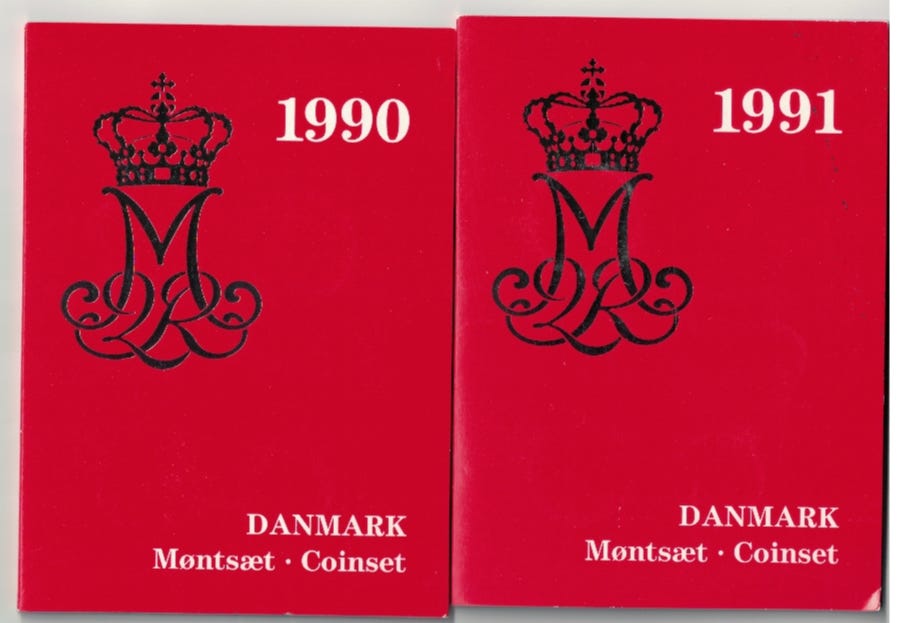 1990
DANMARK
Møntsæt · Coinset
1991
DANMARK
Møntsæt · Coinset